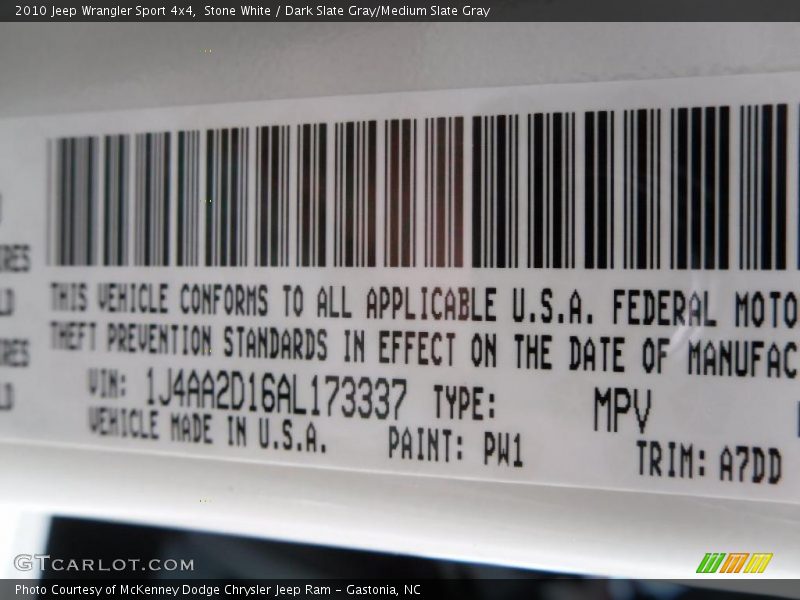 2010 Jeep Wrangler Sport 4x4, Stone White / Dark Slate Gray/Medium Slate Gray
THIS VEHICLE CONFORMS TO ALL APPLICABLE U.S.A. FEDERAL MOTO
THEFT PREVENTION STANDARDS IN EFFECT ON THE DATE OF MANUFAC
VIN: 1J4AA2D16AL173337 TYPE: MPV
VEHICLE MADE IN U.S.A. PAINT: PW1 TRIM: A7DD
GTCARLOT.COM
Photo Courtesy of McKenney Dodge Chrysler Jeep Ram - Gastonia, NC